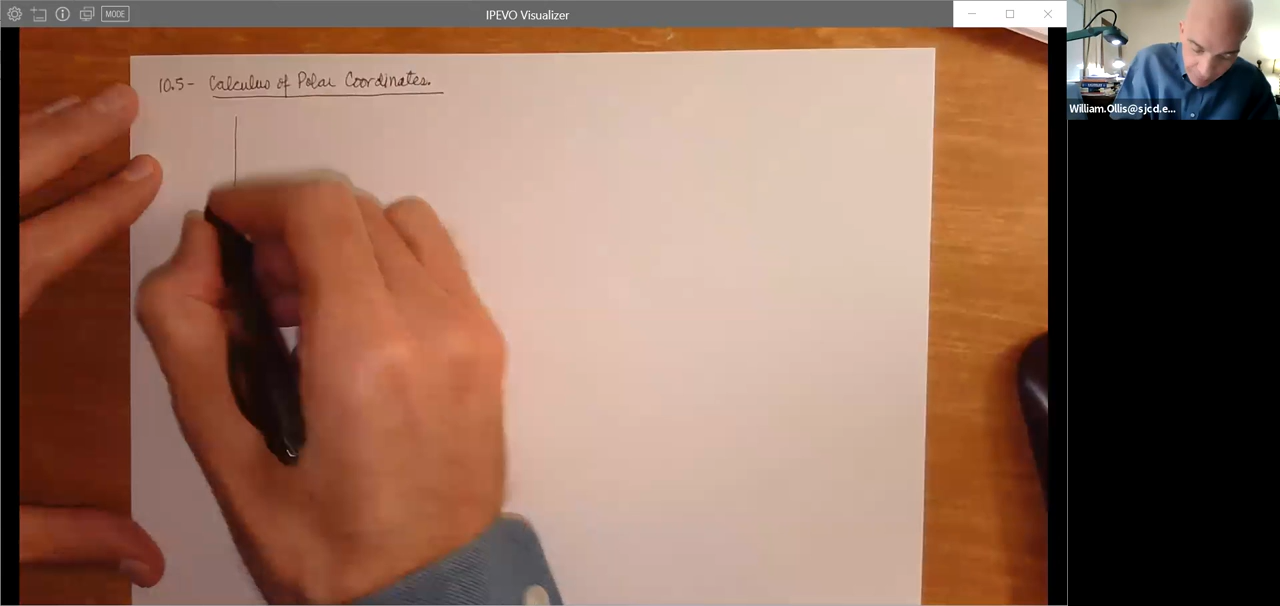 MODE
IPEVO Visualizer
10.5- Calculus of Polar Coordinates.
William.Ollis@sjcd.e...